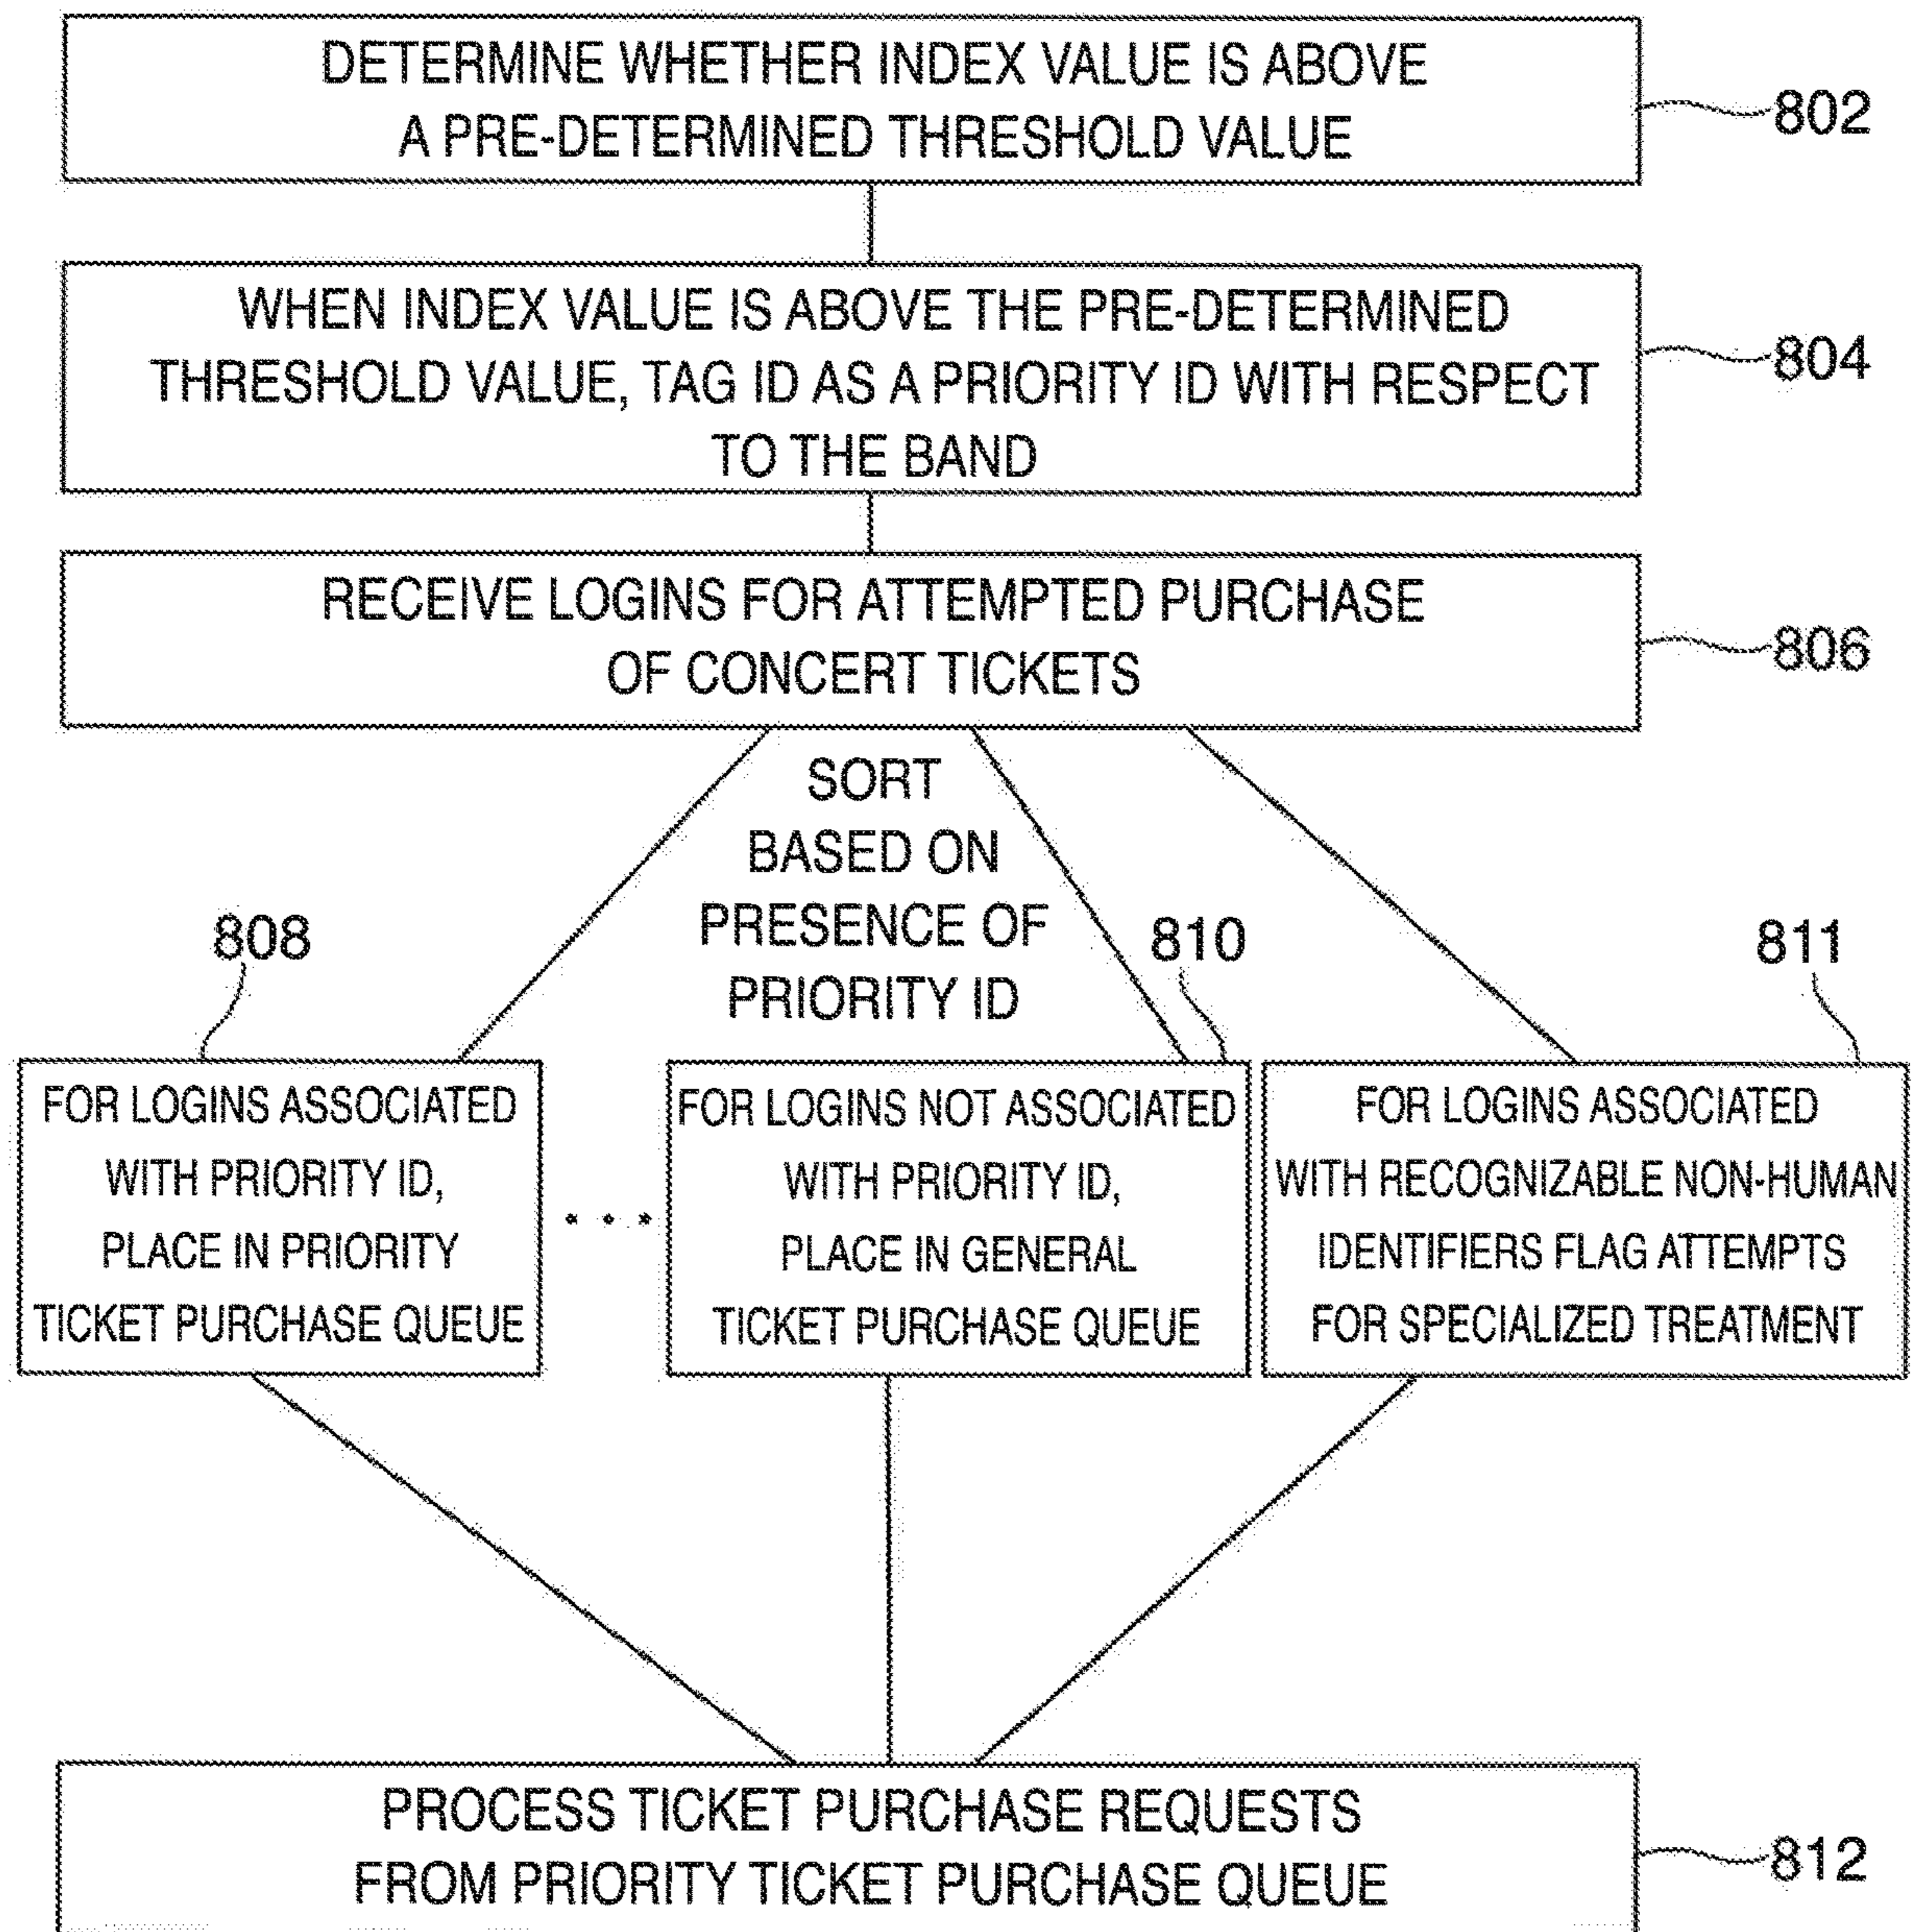 DETERMINE WHETHER INDEX VALUE IS ABOVE
A PRE-DETERMINED THRESHOLD VALUE
802
WHEN INDEX VALUE IS ABOVE THE PRE-DETERMINED
THRESHOLD VALUE, TAG ID AS A PRIORITY ID WITH RESPECT
TO THE BAND
804
RECEIVE LOGINS FOR ATTEMPTED PURCHASE
OF CONCERT TICKETS
806
SORT
BASED ON
PRESENCE OF
PRIORITY ID
808
FOR LOGINS ASSOCIATED
WITH PRIORITY ID,
PLACE IN PRIORITY
TICKET PURCHASE QUEUE
810
FOR LOGINS NOT ASSOCIATED
WITH PRIORITY ID,
PLACE IN GENERAL
TICKET PURCHASE QUEUE
811
FOR LOGINS ASSOCIATED
WITH RECOGNIZABLE NON-HUMAN
IDENTIFIERS FLAG ATTEMPTS
FOR SPECIALIZED TREATMENT
PROCESS TICKET PURCHASE REQUESTS
FROM PRIORITY TICKET PURCHASE QUEUE
812